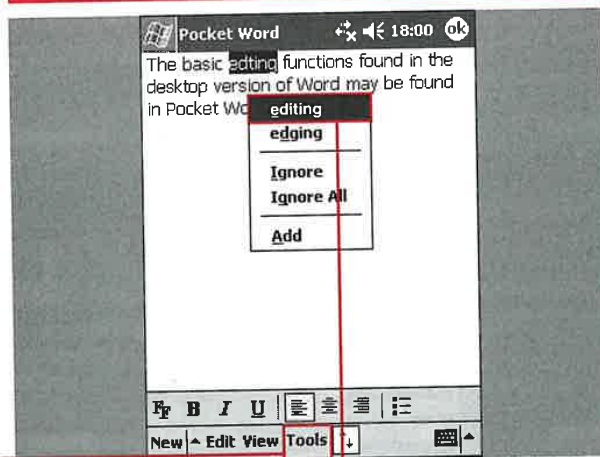 Pocket Word 18:00 ok
The basic edting functions found in the
desktop version of Word may be found
in Pocket Wo
editing
edging
Ignore
Ignore All
Add
B I U
New Edit View Tools